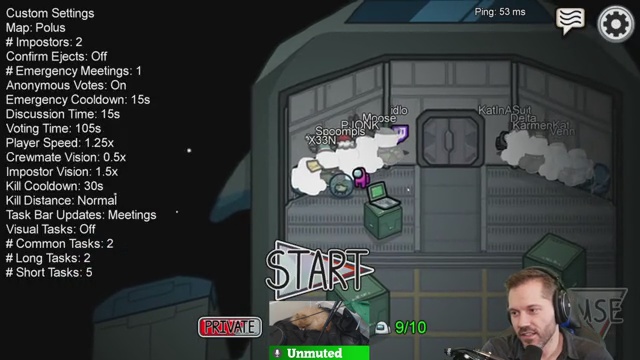 Custom Settings
Map: Polus
# Impostors: 2
Confirm Ejects: Off
# Emergency Meetings: 1
Anonymous Votes: On
Emergency Cooldown: 15s
Discussion Time: 15s
Voting Time: 105s
Player Speed: 1.25x
Crewmate Vision: 0.5x
Impostor Vision: 1.5x
Kill Cooldown: 30s
Kill Distance: Normal
Task Bar Updates: Meetings
Visual Tasks: Off
# Common Tasks: 2
# Long Tasks: 2
# Short Tasks: 5
Ping: 53 ms
KatInASuit
Moose
Delta
KarmenKat
Spoompls
Venn
X33N
START
PRIVATE
9/10
Unmuted